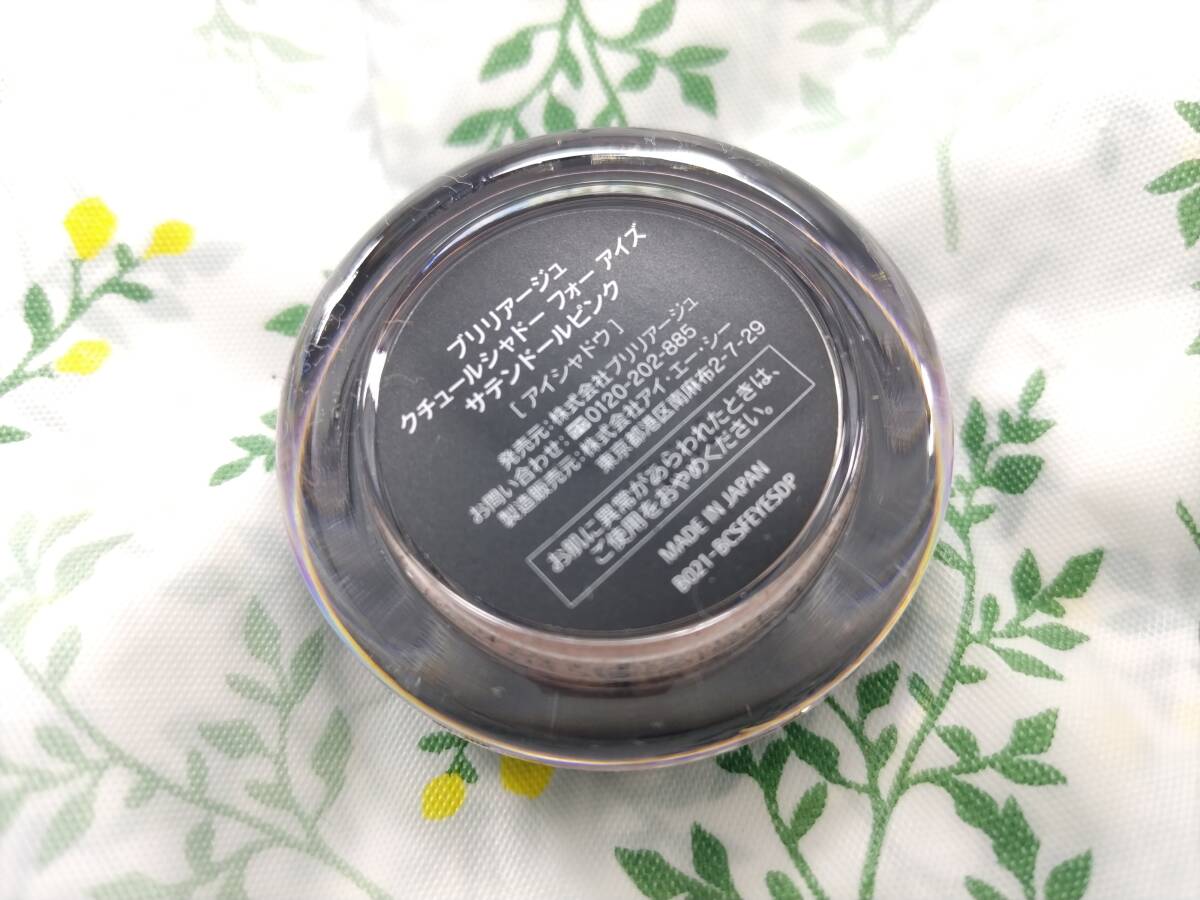 ブリリアージュ
クチュールシャドー フォー アイズ
サテンドールピンク
[ アイシャドウ ]
発売元:株式会社ブリリアージュ
お問い合わせ:0120-202-885
製造販売元:株式会社アイ・エー・シー
東京都港区南麻布2-7-29
お肌に異常があらわれたときは、
ご使用をおやめください。
MADE IN JAPAN
B021-BCSFEYESDP